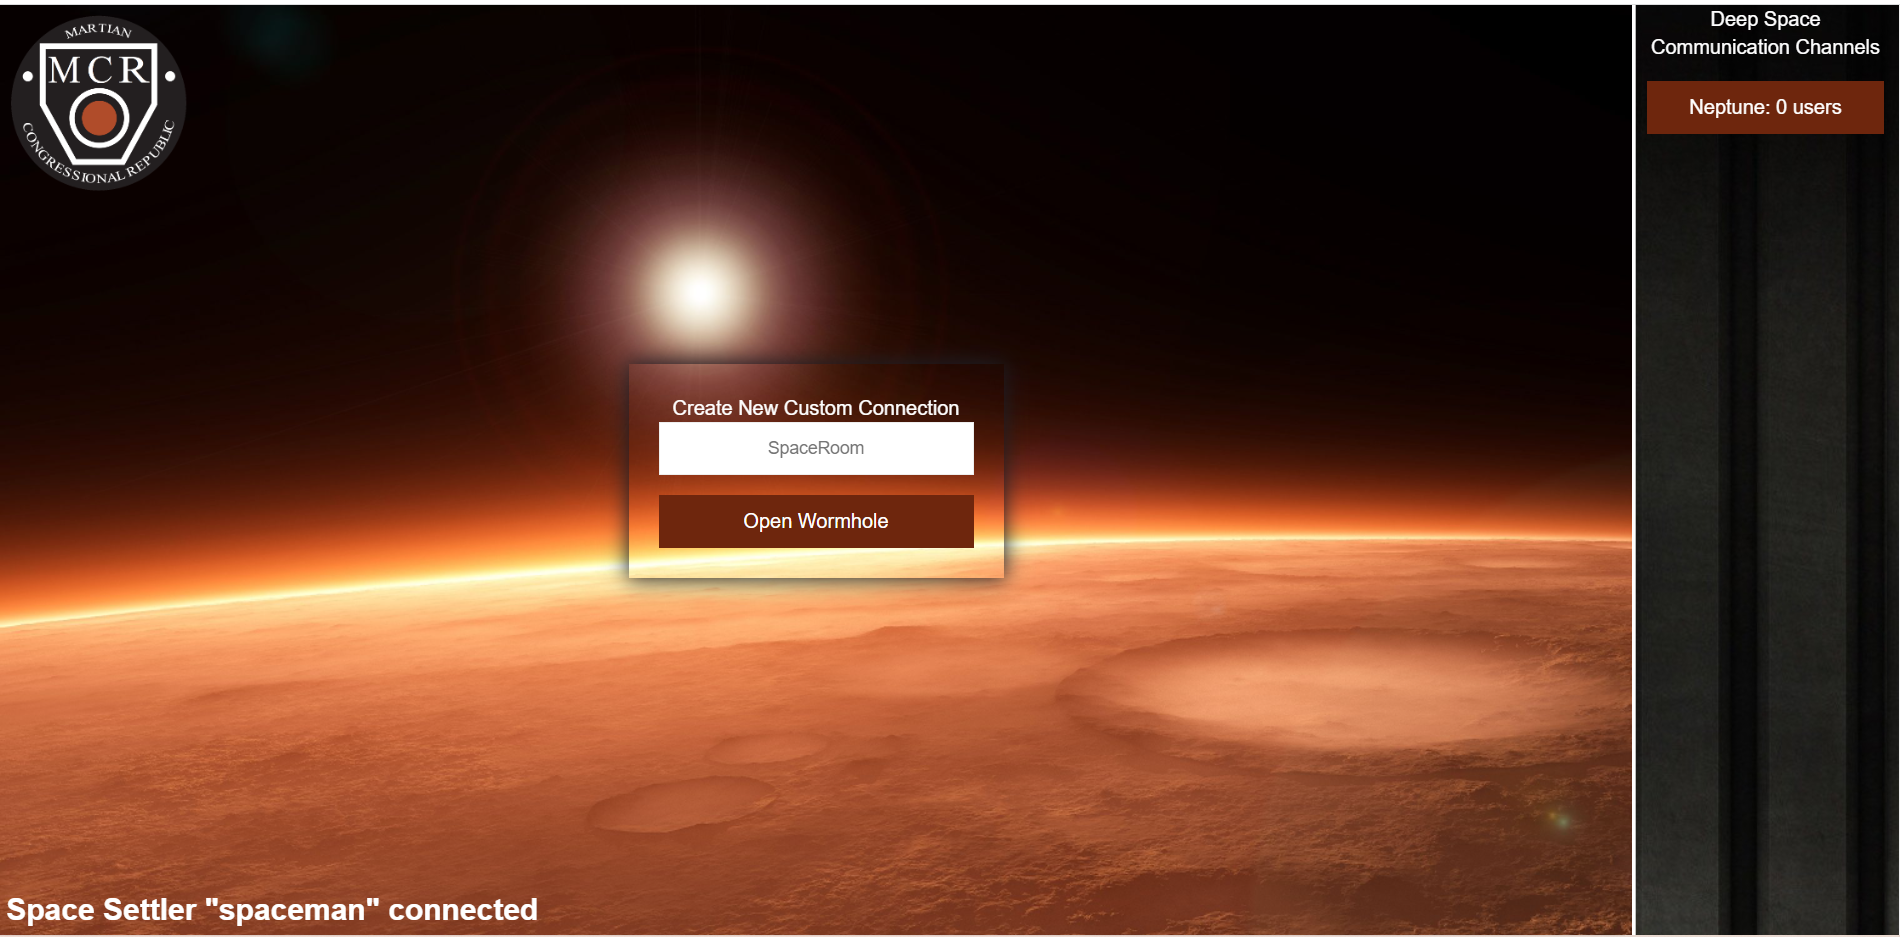 MARTIAN
MCR
CONGRESSIONAL REPUBLIC
Deep Space
Communication Channels
Neptune: 0 users
Create New Custom Connection
SpaceRoom
Open Wormhole
Space Settler "spaceman" connected